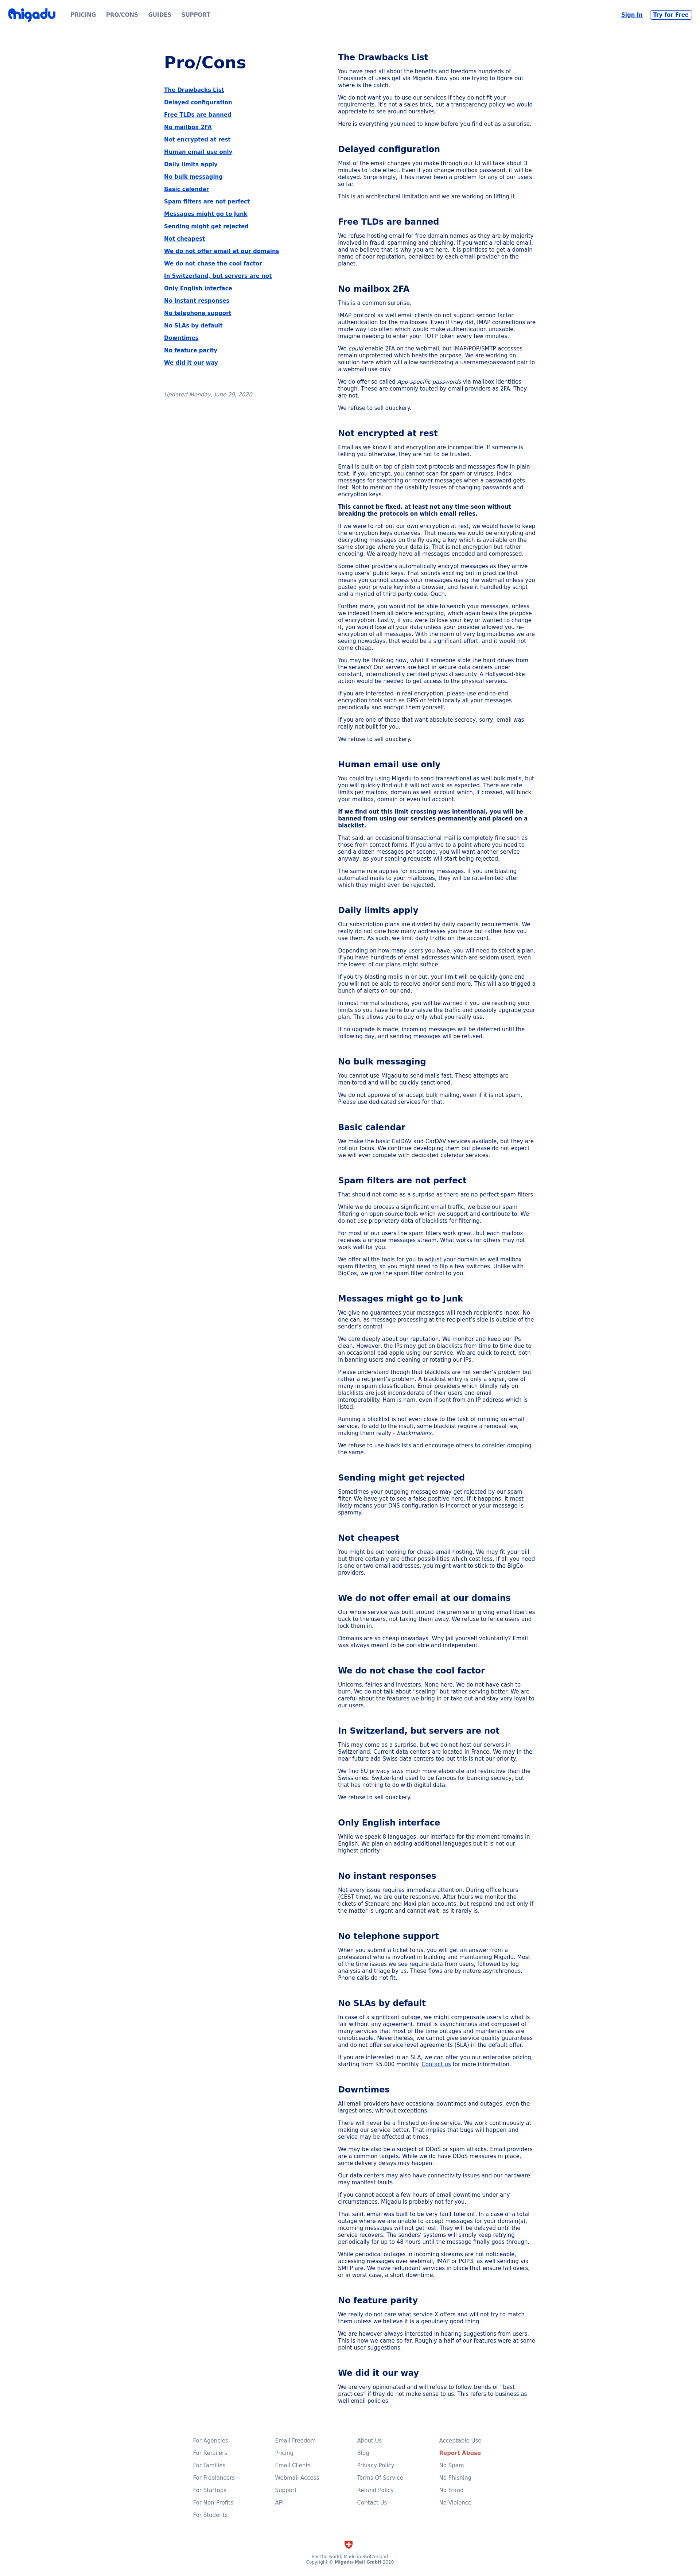 migadu
PRICING PRO/CONS GUIDES SUPPORT
Sign In Try for Free
Pro/Cons
The Drawbacks List
Delayed configuration
Free TLDs are banned
No mailbox 2FA
Not encrypted at rest
Human email use only
Daily limits apply
No bulk messaging
Basic calendar
Spam filters are not perfect
Messages might go to Junk
Sending might get rejected
Not cheapest
We do not offer email at our domains
We do not chase the cool factor
In Switzerland, but servers are not
Only English interface
No instant responses
No telephone support
No SLAs by default
Downtimes
No feature parity
We did it our way
Updated Monday, June 29, 2020
The Drawbacks List
You have read all about the benefits and freedoms hundreds of
thousands of users get via Migadu. Now you are trying to figure out
where is the catch.
We do not want you to use our services if they do not fit your
requirements. It's not a sales trick, but a transparency policy we would
appreciate to see around ourselves.
Here is everything you need to know before you find out as a surprise.
Delayed configuration
Most of the email changes you make through our UI will take about 3
minutes to take effect. Even if you change mailbox password, it will be
delayed. Surprisingly, it has never been a problem for any of our users
so far.
This is an architectural limitation and we are working on lifting it.
Free TLDs are banned
We refuse hosting email for free domain names as they are by majority
involved in fraud, spamming and phishing. If you want a reliable email,
and we believe that is why you are here, it is pointless to get a domain
name of poor reputation, penalized by each email provider on the
planet.
No mailbox 2FA
This is a common surprise.
IMAP protocol as well email clients do not support second factor
authentication for the mailboxes. Even if they did, IMAP connections are
made way too often which would make authentication unusable.
Imagine needing to enter your TOTP token every few minutes.
We could enable 2FA on the webmail, but IMAP/POP/SMTP accesses
remain unprotected which beats the purpose. We are working on
solution here which will allow sand-boxing a username/password pair to
a webmail use only.
We do offer so called App-specific passwords via mailbox identities
though. These are commonly touted by email providers as 2FA. They
are not.
We refuse to sell quackery.
Not encrypted at rest
Email as we know it and encryption are incompatible. If someone is
telling you otherwise, they are not to be trusted.
Email is built on top of plain text protocols and messages flow in plain
text. If you encrypt, you cannot scan for spam or viruses, index
messages for searching or recover messages when a password gets
lost. Not to mention the usability issues of changing passwords and
encryption keys.
This cannot be fixed, at least not any time soon without
breaking the protocols on which email relies.
If we were to roll out our own encryption at rest, we would have to keep
the encryption keys ourselves. That means we would be encrypting and
decrypting messages on the fly using a key which is available on the
same storage where your data is. That is not encryption but rather
encoding. We already have all messages encoded and compressed.
Some other providers automatically encrypt messages as they arrive
using users' public keys. That sounds exciting but in practice that
means you cannot access your messages using the webmail unless you
pasted your private key into a browser, and have it handled by script
and a myriad of third party code. Ouch.
Further more, you would not be able to search your messages, unless
we indexed them all before encrypting, which again beats the purpose
of encryption. Lastly, if you were to lose your key or wanted to change
it, you would lose all your data unless your provider allowed you re-
encryption of all messages. With the norm of very big mailboxes we are
seeing nowadays, that would be a significant effort, and it would not
come cheap.
You may be thinking now, what if someone stole the hard drives from
the servers? Our servers are kept in secure data centers under
constant, internationally certified physical security. A Hollywood-like
action would be needed to get access to the physical servers.
If you are interested in real encryption, please use end-to-end
encryption tools such as GPG or fetch locally all your messages
periodically and encrypt them yourself.
If you are one of those that want absolute secrecy, sorry, email was
really not built for you.
We refuse to sell quackery.
Human email use only
You could try using Migadu to send transactional as well bulk mails, but
you will quickly find out it will not work as expected. There are rate
limits per mailbox, domain as well account which, if crossed, will block
your mailbox, domain or even full account.
If we find out this limit crossing was intentional, you will be
banned from using our services permanently and placed on a
blacklist.
That said, an occasional transactional mail is completely fine such as
those from contact forms. If you arrive to a point where you need to
send a dozen messages per second, you will want another service
anyway, as your sending requests will start being rejected.
The same rule applies for incoming messages. If you are blasting
automated mails to your mailboxes, they will be rate-limited after
which they might even be rejected.
Daily limits apply
Our subscription plans are divided by daily capacity requirements. We
really do not care how many addresses you have but rather how you
use them. As such, we limit daily traffic on the account.
Depending on how many users you have, you will need to select a plan.
If you have hundreds of email addresses which are seldom used, even
the lowest of our plans might suffice.
If you try blasting mails in or out, your limit will be quickly gone and
you will not be able to receive and/or send more. This will also trigged a
bunch of alerts on our end.
In most normal situations, you will be warned if you are reaching your
limits so you have time to analyze the traffic and possibly upgrade your
plan. This allows you to pay only what you really use.
If no upgrade is made, incoming messages will be deferred until the
following day, and sending messages will be refused.
No bulk messaging
You cannot use Migadu to send mails fast. These attempts are
monitored and will be quickly sanctioned.
We do not approve of or accept bulk mailing, even if it is not spam.
Please use dedicated services for that.
Basic calendar
We make the basic CalDAV and CarDAV services available, but they are
not our focus. We continue developing them but please do not expect
we will ever compete with dedicated calendar services.
Spam filters are not perfect
That should not come as a surprise as there are no perfect spam filters.
While we do process a significant email traffic, we base our spam
filtering on open source tools which we support and contribute to. We
do not use proprietary data of blacklists for filtering.
For most of our users the spam filters work great, but each mailbox
receives a unique messages stream. What works for others may not
work well for you.
We offer all the tools for you to adjust your domain as well mailbox
spam filtering, so you might need to flip a few switches. Unlike with
BigCos, we give the spam filter control to you.
Messages might go to Junk
We give no guarantees your messages will reach recipient's inbox. No
one can, as message processing at the recipient's side is outside of the
sender's control.
We care deeply about our reputation. We monitor and keep our IPs
clean. However, the IPs may get on blacklists from time to time due to
an occasional bad apple using our service. We are quick to react, both
in banning users and cleaning or rotating our IPs.
Please understand though that blacklists are not sender's problem but
rather a recipient's problem. A blacklist entry is only a signal, one of
many in spam classification. Email providers which blindly rely on
blacklists are just inconsiderate of their users and email
interoperability. Ham is ham, even if sent from an IP address which is
listed.
Running a blacklist is not even close to the task of running an email
service. To add to the insult, some blacklist require a removal fee,
making them really - blackmailers.
We refuse to use blacklists and encourage others to consider dropping
the same.
Sending might get rejected
Sometimes your outgoing messages may get rejected by our spam
filter. We have yet to see a false positive here. If it happens, it most
likely means your DNS configuration is incorrect or your message is
spammy.
Not cheapest
You might be out looking for cheap email hosting. We may fit your bill
but there certainly are other possibilities which cost less. If all you need
is one or two email addresses, you might want to stick to the BigCo
providers.
We do not offer email at our domains
Our whole service was built around the premise of giving email liberties
back to the users, not taking them away. We refuse to fence users and
lock them in.
Domains are so cheap nowadays. Why jail yourself voluntarily? Email
was always meant to be portable and independent.
We do not chase the cool factor
Unicorns, fairies and investors. None here. We do not have cash to
burn. We do not talk about "scaling" but rather serving better. We are
careful about the features we bring in or take out and stay very loyal to
our users.
In Switzerland, but servers are not
This may come as a surprise, but we do not host our servers in
Switzerland. Current data centers are located in France. We may in the
near future add Swiss data centers too but this is not our priority.
We find EU privacy laws much more elaborate and restrictive than the
Swiss ones. Switzerland used to be famous for banking secrecy, but
that has nothing to do with digital data.
We refuse to sell quackery.
Only English interface
While we speak 8 languages, our interface for the moment remains in
English. We plan on adding additional languages but it is not our
highest priority.
No instant responses
Not every issue requires immediate attention. During office hours
(CEST time), we are quite responsive. After hours we monitor the
tickets of Standard and Maxi plan accounts, but respond and act only if
the matter is urgent and cannot wait, as it rarely is.
No telephone support
When you submit a ticket to us, you will get an answer from a
professional who is involved in building and maintaining Migadu. Most
of the time issues we see require data from users, followed by log
analysis and triage by us. These flows are by nature asynchronous.
Phone calls do not fit.
No SLAs by default
In case of a significant outage, we might compensate users to what is
fair without any agreement. Email is asynchronous and composed of
many services that most of the time outages and maintenances are
unnoticeable. Nevertheless, we cannot give service quality guarantees
and do not offer service level agreements (SLA) in the default offer.
If you are interested in an SLA, we can offer you our enterprise pricing,
starting from $5.000 monthly. Contact us for more information.
Downtimes
All email providers have occasional downtimes and outages, even the
largest ones, without exceptions.
There will never be a finished on-line service. We work continuously at
making our service better. That implies that bugs will happen and
service may be affected at times.
We may be also be a subject of DDoS or spam attacks. Email providers
are a common targets. While we do have DDoS measures in place,
some delivery delays may happen.
Our data centers may also have connectivity issues and our hardware
may manifest faults.
If you cannot accept a few hours of email downtime under any
circumstances, Migadu is probably not for you.
That said, email was built to be very fault tolerant. In a case of a total
outage where we are unable to accept messages for your domain(s),
incoming messages will not get lost. They will be delayed until the
service recovers. The senders' systems will simply keep retrying
periodically for up to 48 hours until the message finally goes through.
While periodical outages in incoming streams are not noticeable,
accessing messages over webmail, IMAP or POP3, as well sending via
SMTP are. We have redundant services in place that ensure fail overs,
or in worst case, a short downtime.
No feature parity
We really do not care what service X offers and will not try to match
them unless we believe it is a genuinely good thing.
We are however always interested in hearing suggestions from users.
This is how we came so far. Roughly a half of our features were at some
point user suggestions.
We did it our way
We are very opinionated and will refuse to follow trends or "best
practices" if they do not make sense to us. This refers to business as
well email policies.
For Agencies
For Retailers
For Families
For Freelancers
For Startups
For Non-Profits
For Students
Email Freedom
Pricing
Email Clients
Webmail Access
Support
API
About Us
Blog
Privacy Policy
Terms Of Service
Refund Policy
Contact Us
Acceptable Use
Report Abuse
No Spam
No Phishing
No Fraud
No Violence
For the world. Made in Switzerland
Copyright © Migadu-Mail GmbH 2020